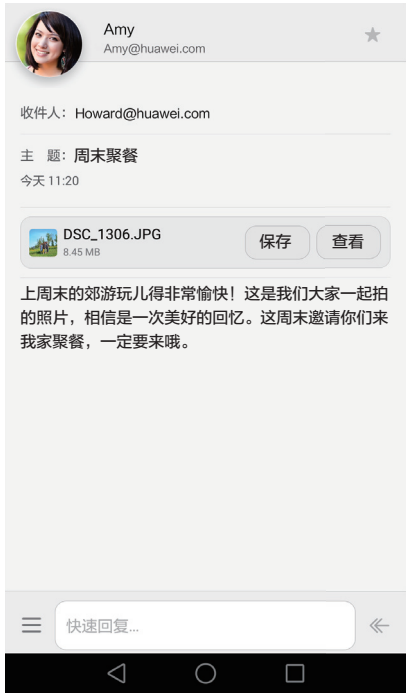 Amy
Amy@huawei.com
收件人：Howard@huawei.com
主 题：周末聚餐
今天 11:20
DSC_1306.JPG
8.45 MB
保存 查看
上周末的郊游玩儿得非常愉快！这是我们大家一起拍
的照片，相信是一次美好的回忆。这周末邀请你们来
我家聚餐，一定要来哦。
快速回复...